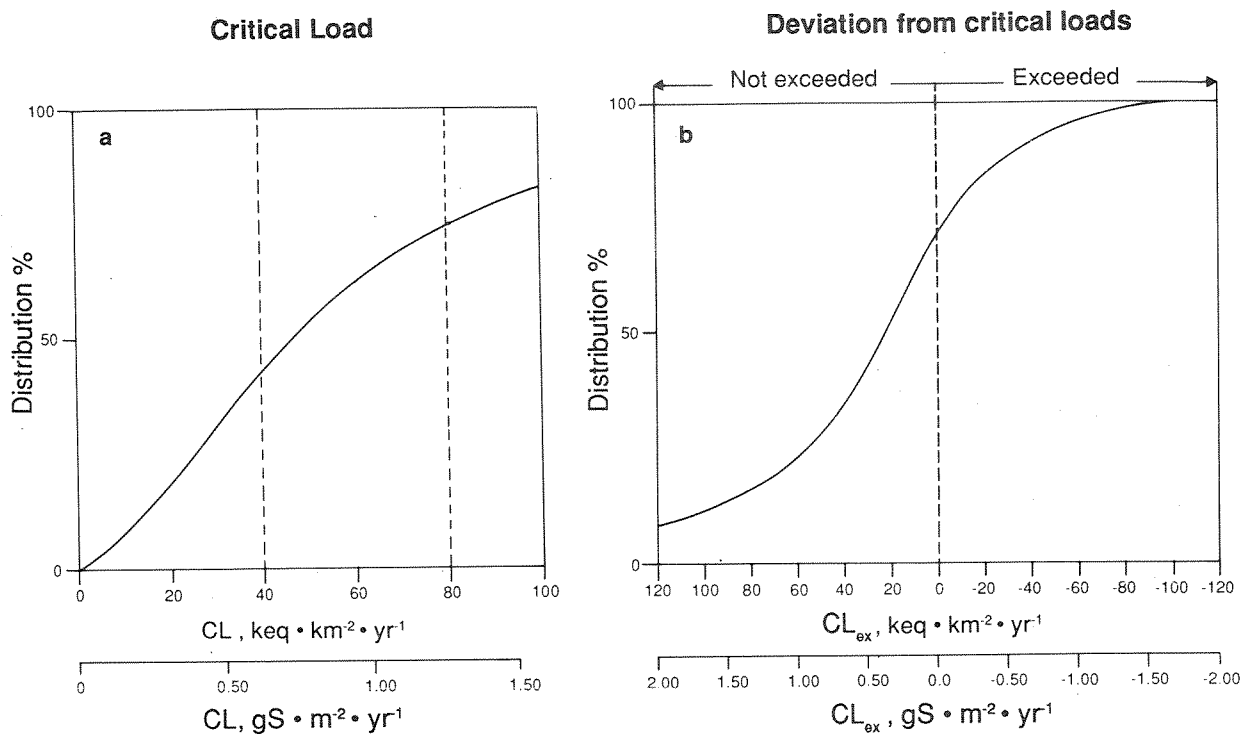 Critical Load
100
a
50
0
Distribution %
0 20 40 60 80 100
CL , keq • km-2 • yr-1
0 0.50 1.00 1.50
CL, gS • m-2 • yr-1
Deviation from critical loads
Not exceeded Exceeded
100
b
50
0
Distribution %
120 100 80 60 40 20 0 -20 -40 -60 -80 -100 -120
CLex , keq • km-2 • yr-1
2.00 1.50 1.00 0.50 0.0 -0.50 -1.00 -1.50 -2.00
CLex , gS • m-2 • yr-1